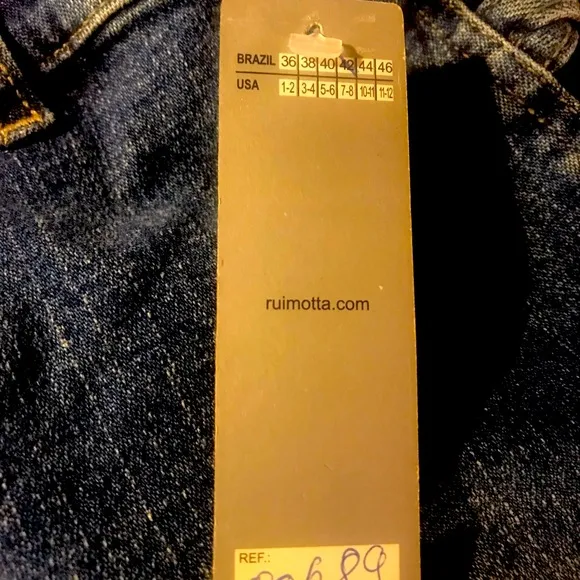 BRAZIL 36 38 40 42 44 46
USA 1-2 3-4 5-6 7-8 10-11 11-12
ruimotta.com
REF.: